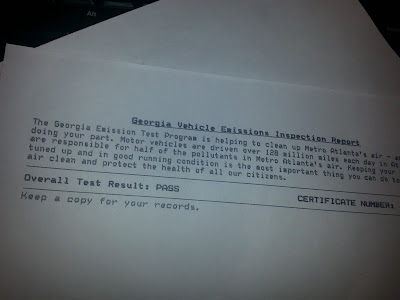 Georgia Vehicle Emissions Inspection Report
The Georgia Emission Test Program is helping to clean up Metro Atlanta's air - a
doing your part. Motor vehicles are driven over 128 million miles each day in At
are responsible for half of the pollutants in Metro Atlanta's air. Keeping your
tuned up and in good running condition is the most important thing you can do to
air clean and protect the health of all our citizens.
Overall Test Result: PASS CERTIFICATE NUMBER:
Keep a copy for your records.